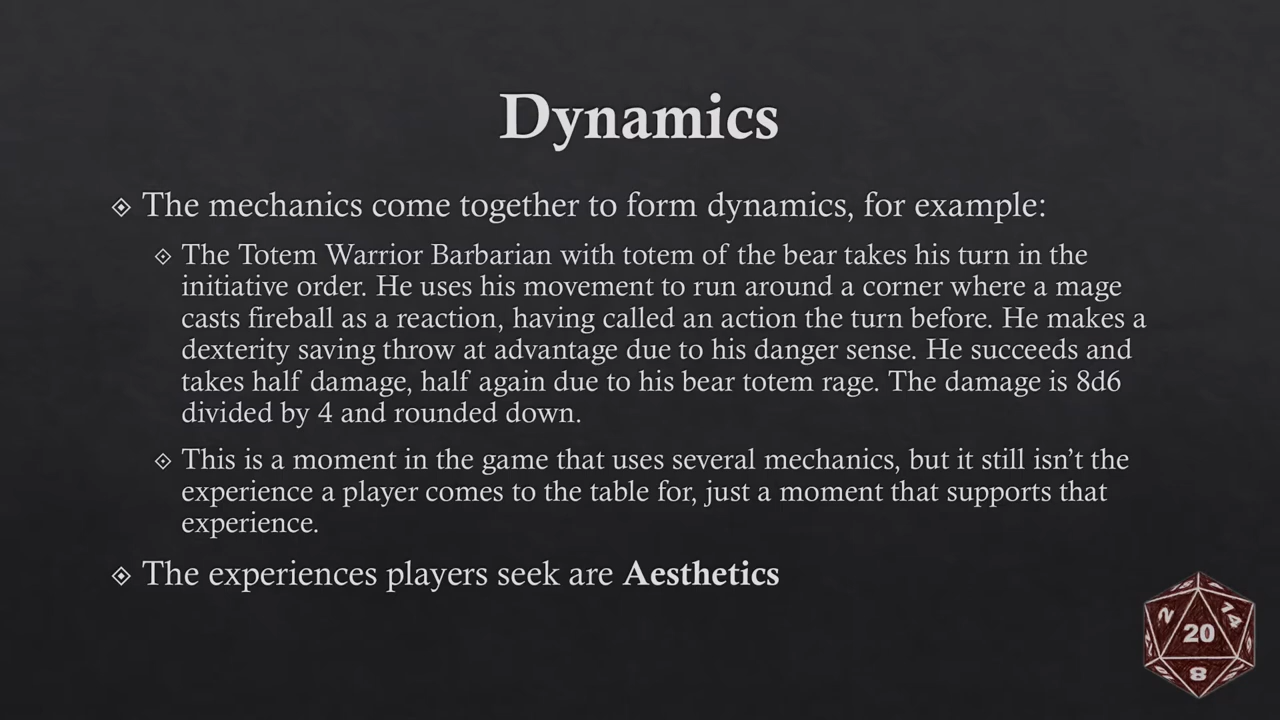 Dynamics
The mechanics come together to form dynamics, for example:
The Totem Warrior Barbarian with totem of the bear takes his turn in the
initiative order. He uses his movement to run around a corner where a mage
casts fireball as a reaction, having called an action the turn before. He makes a
dexterity saving throw at advantage due to his danger sense. He succeeds and
takes half damage, half again due to his bear totem rage. The damage is 8d6
divided by 4 and rounded down.
This is a moment in the game that uses several mechanics, but it still isn’t the
experience a player comes to the table for, just a moment that supports that
experience.
The experiences players seek are Aesthetics
2
14
20
8